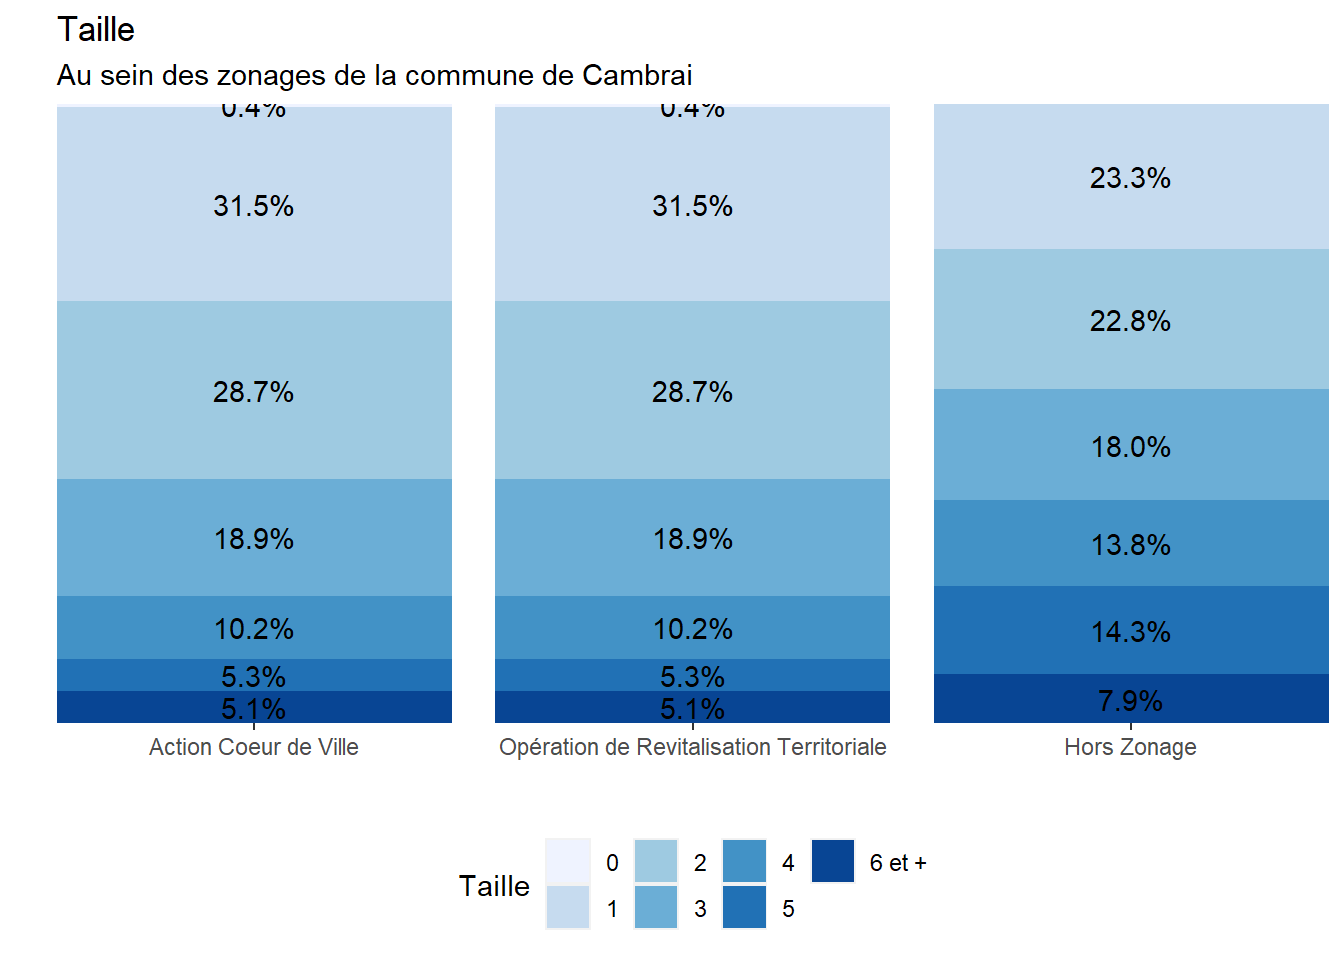 Taille
Au sein des zonages de la commune de Cambrai
0.4% 0.4%
31.5% 31.5% 23.3%
28.7% 28.7% 22.8%
18.9% 18.9% 18.0%
10.2% 10.2% 13.8%
5.3% 5.3% 14.3%
5.1% 5.1% 7.9%
Action Coeur de Ville Opération de Revitalisation Territoriale Hors Zonage
Taille
0 2 4 6 et +
1 3 5